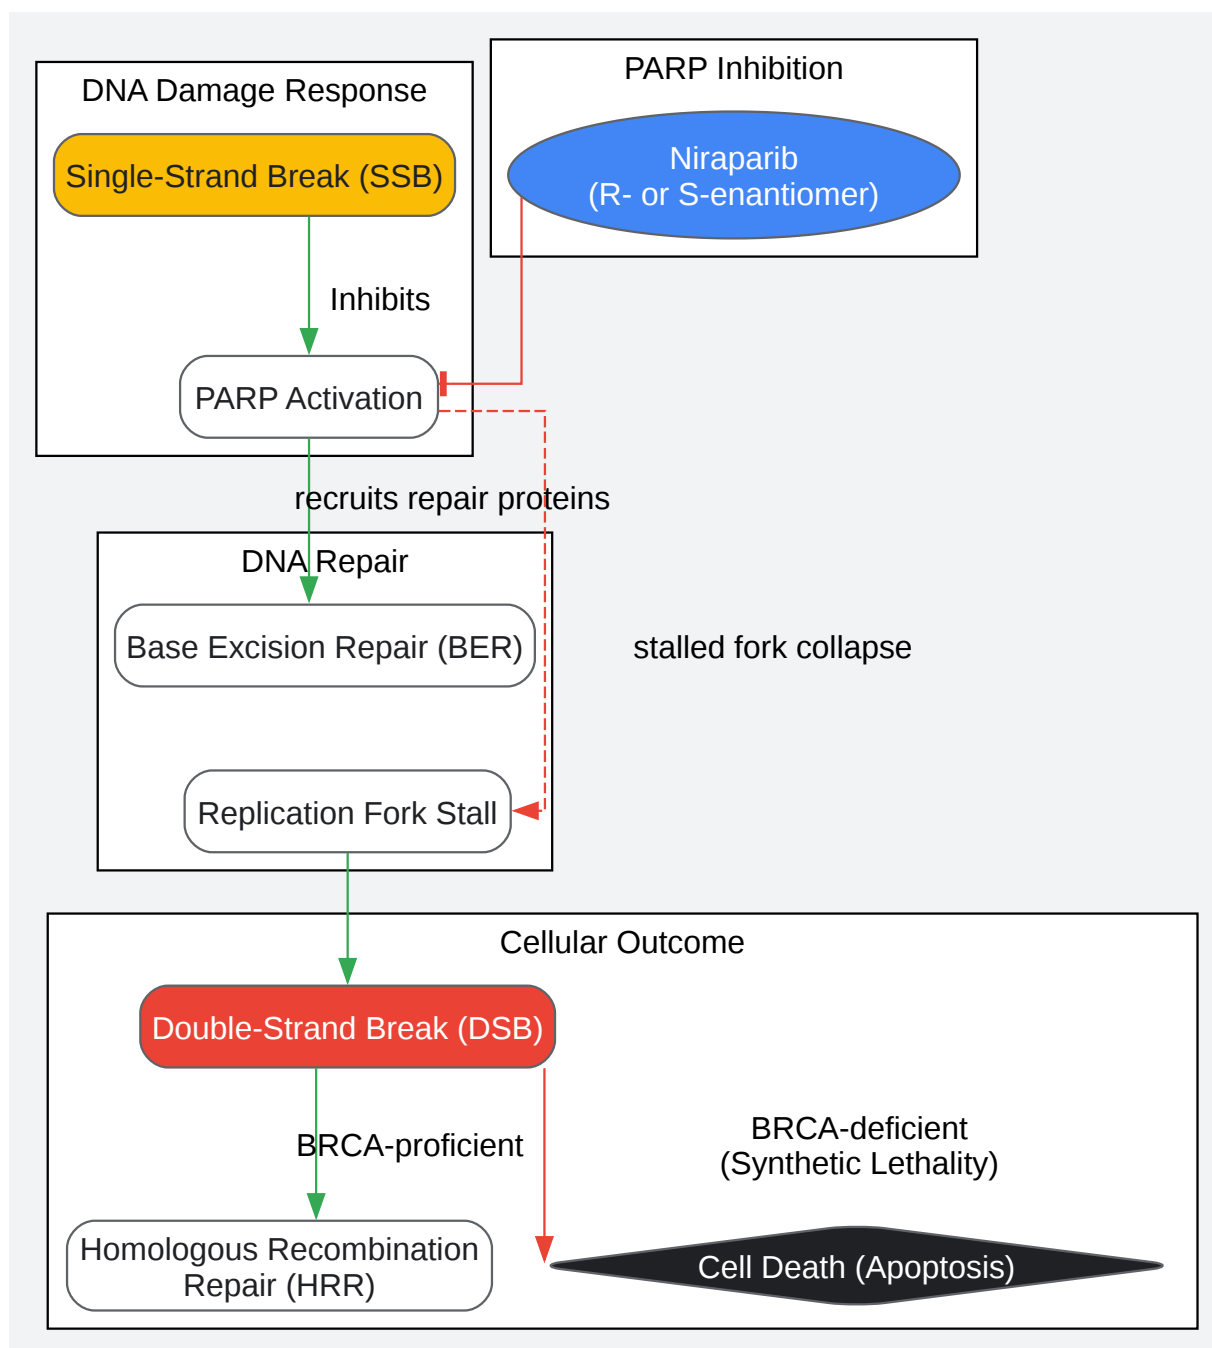 PARP Inhibition
DNA Damage Response
Niraparib
(R- or S-enantiomer)
Single-Strand Break (SSB)
Inhibits
PARP Activation
recruits repair proteins
DNA Repair
Base Excision Repair (BER)
stalled fork collapse
Replication Fork Stall
Cellular Outcome
Double-Strand Break (DSB)
BRCA-proficient
BRCA-deficient
(Synthetic Lethality)
Homologous Recombination
Repair (HRR)
Cell Death (Apoptosis)